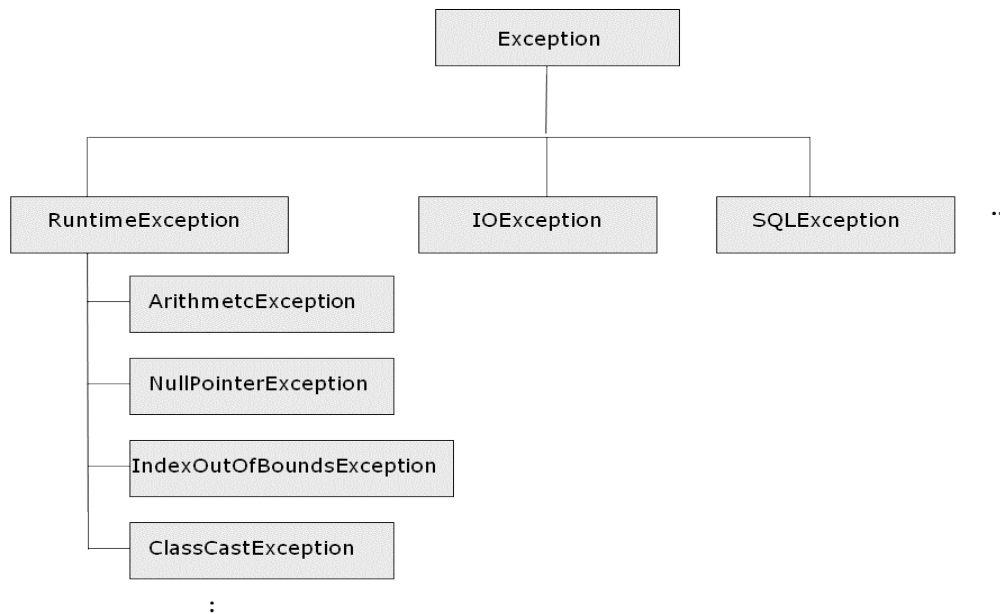 Exception
RuntimeException
IOException
SQLException
..
ArithmetcException
NullPointerException
IndexOutOfBoundsException
ClassCastException
: